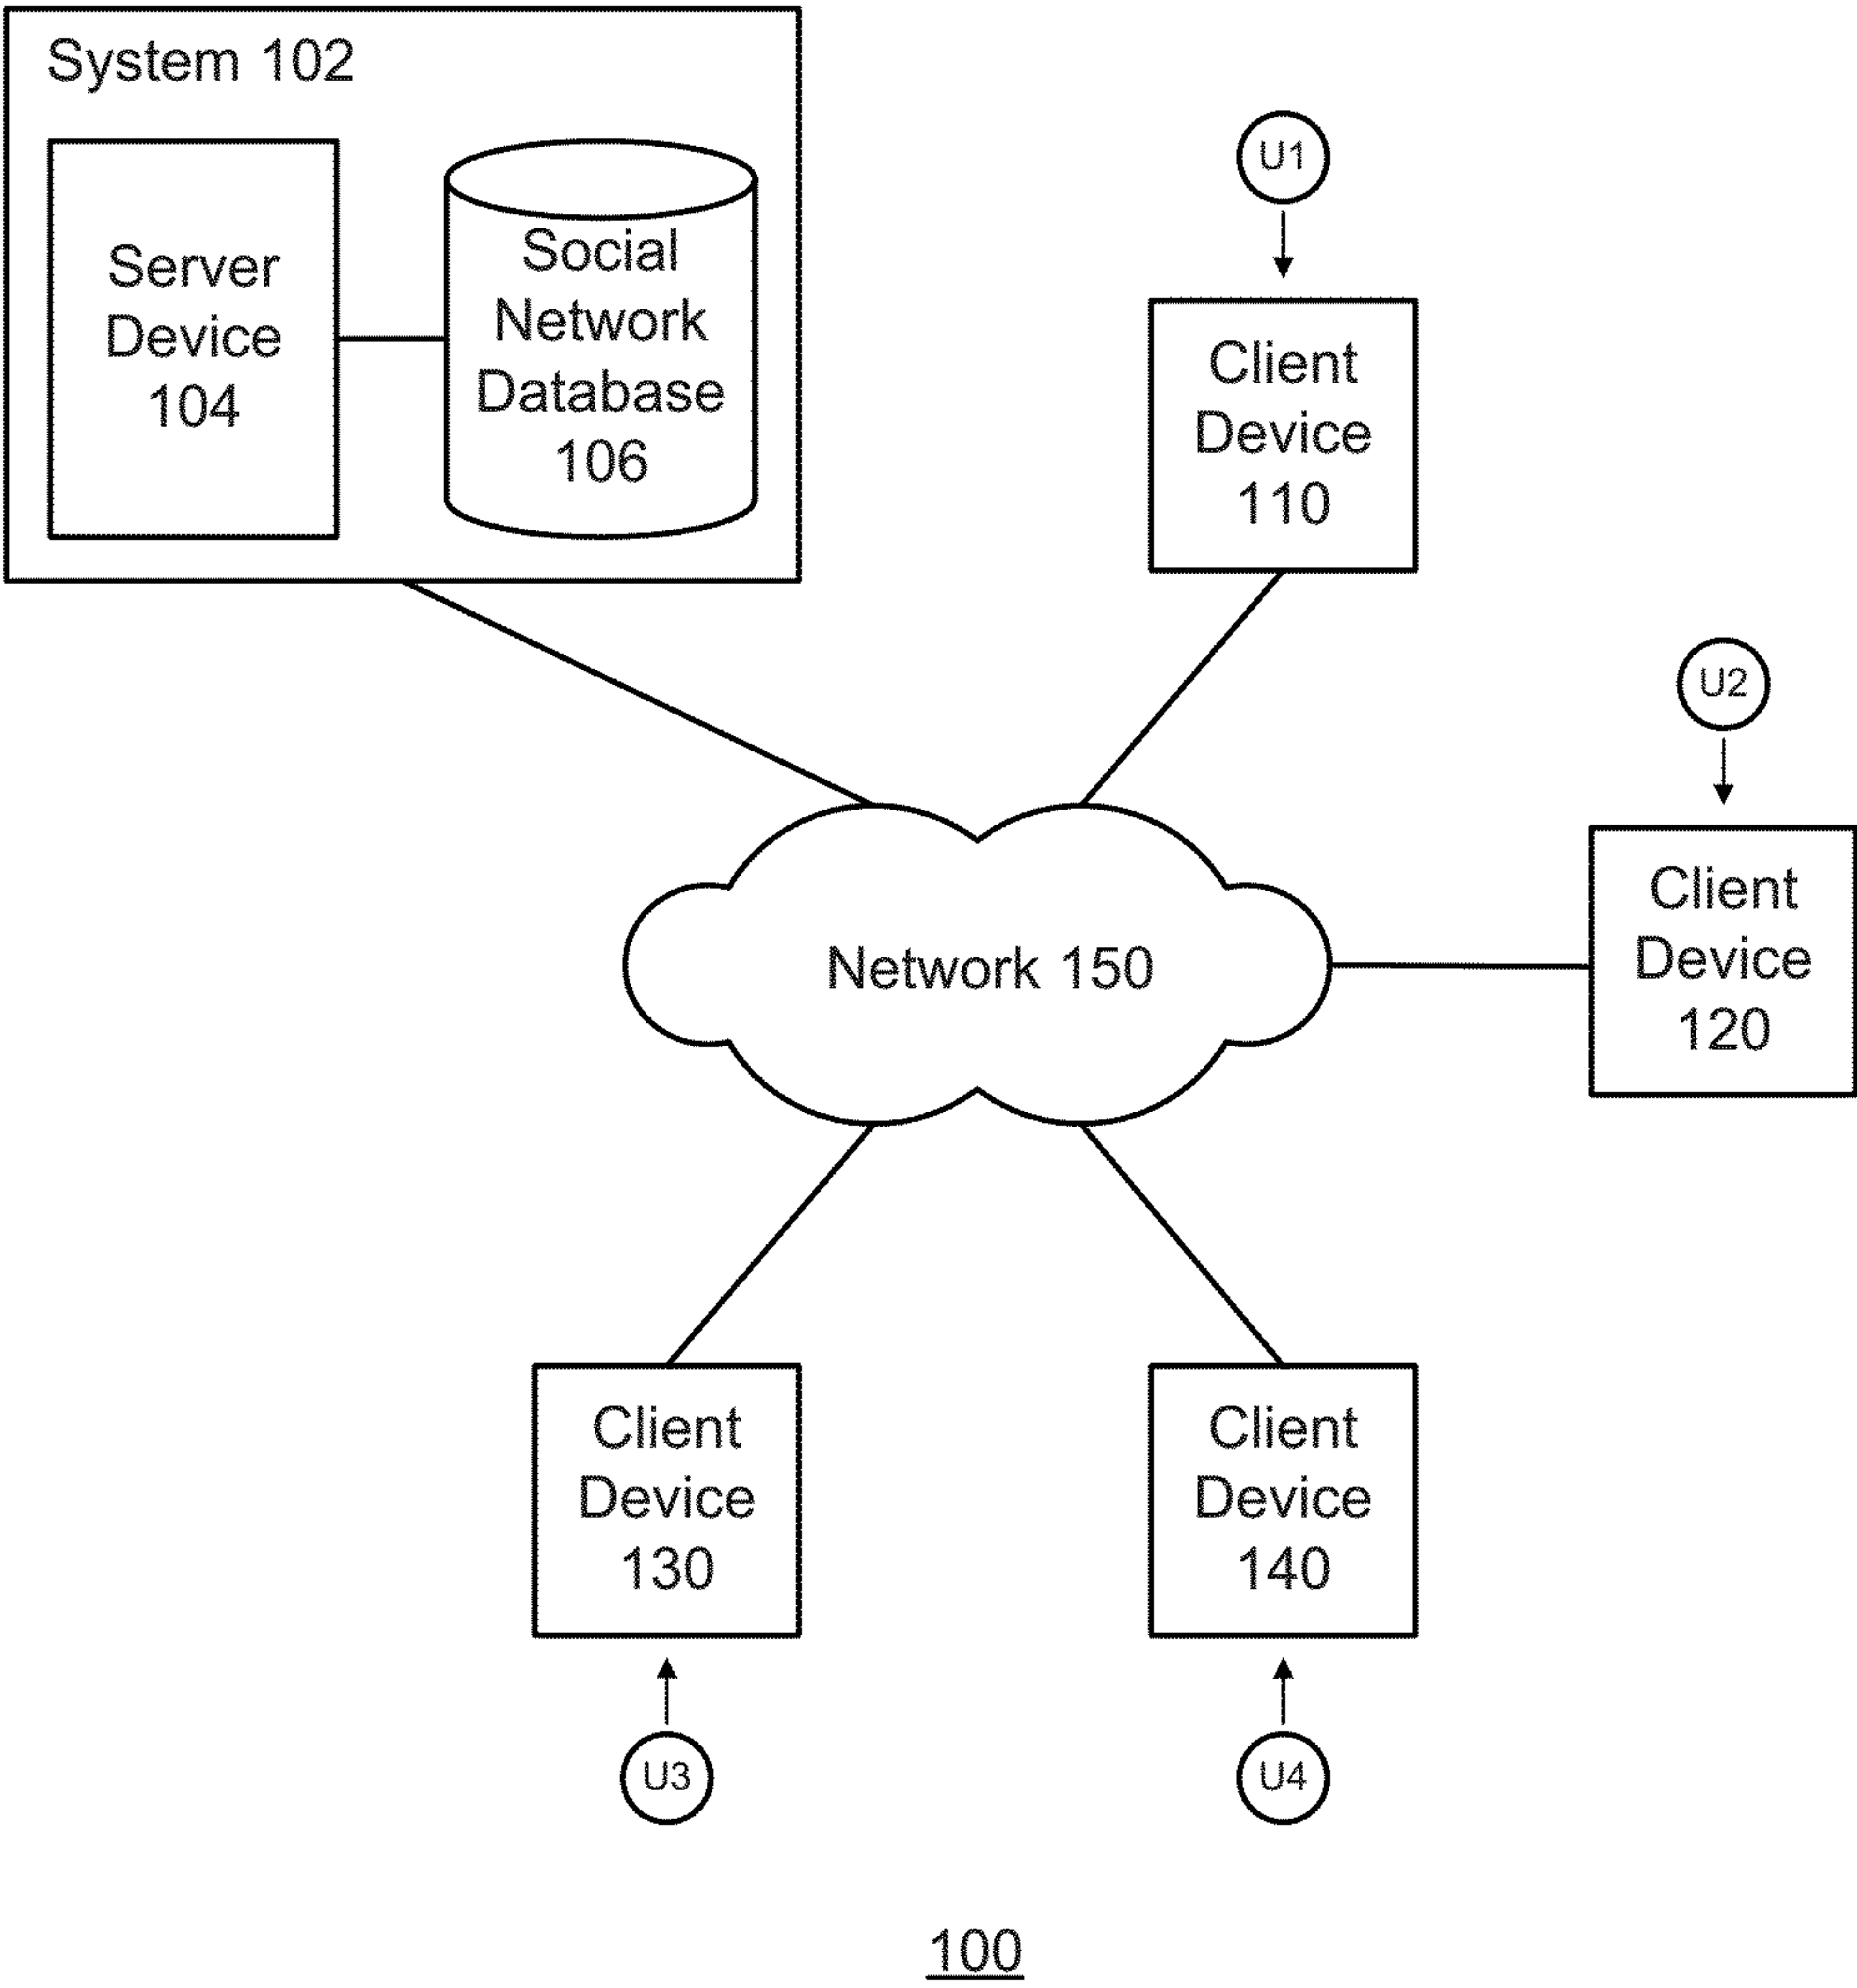 System 102
Server
Device
104
Social
Network
Database
106
U1
Client
Device
110
U2
Client
Device
120
Network 150
Client
Device
130
Client
Device
140
U3
U4
100